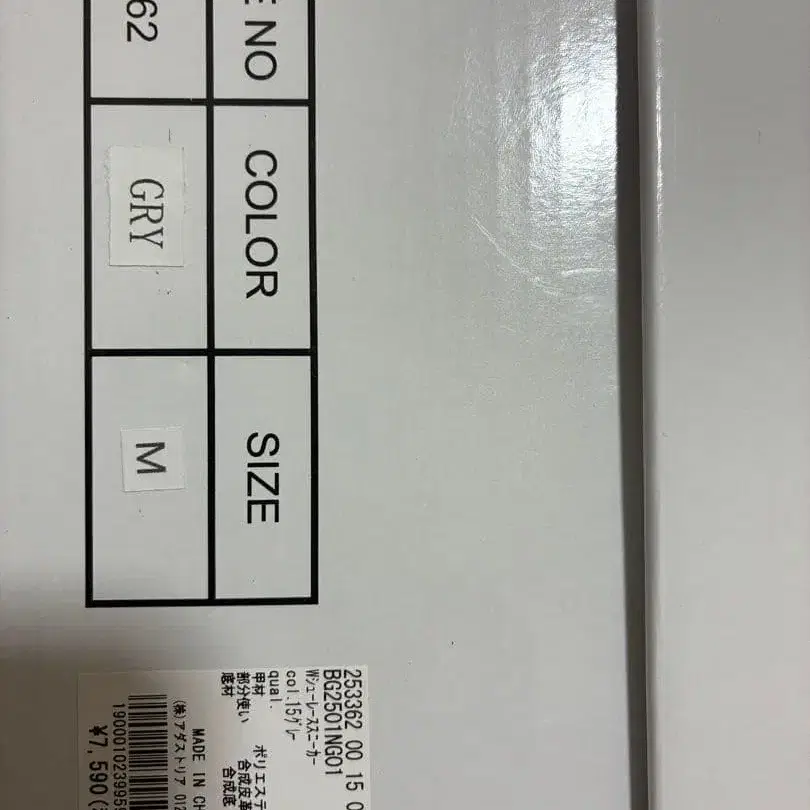 E NO COLOR SIZE
62 GRY M
253362 00 15 0
BG2501NG01
Wシューレーススニーカー
col.15グレー
qual.
甲材 ポリエステ
部分使い 合成皮革
底材 合成底
MADE IN CH
(株)アダストリア 012
190001023995
¥7,590(